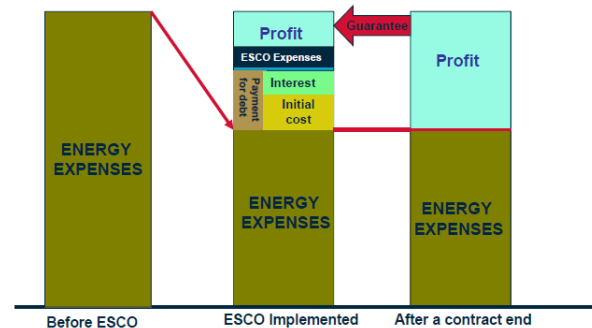 Profit
Guarantee
ESCO Expenses
Profit
Payment
for debt
Interest
Initial
cost
ENERGY
EXPENSES
ENERGY
EXPENSES
ENERGY
EXPENSES
Before ESCO
ESCO Implemented
After a contract end